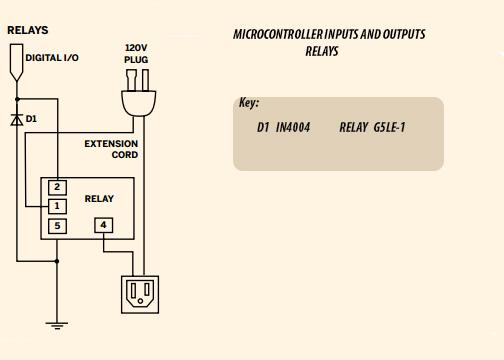 RELAYS
DIGITAL I/O
120V
PLUG
D1
EXTENSION
CORD
2
1
RELAY
5
4
MICROCONTROLLER INPUTS AND OUTPUTS
RELAYS
Key:
D1 IN4004 RELAY G5LE-1